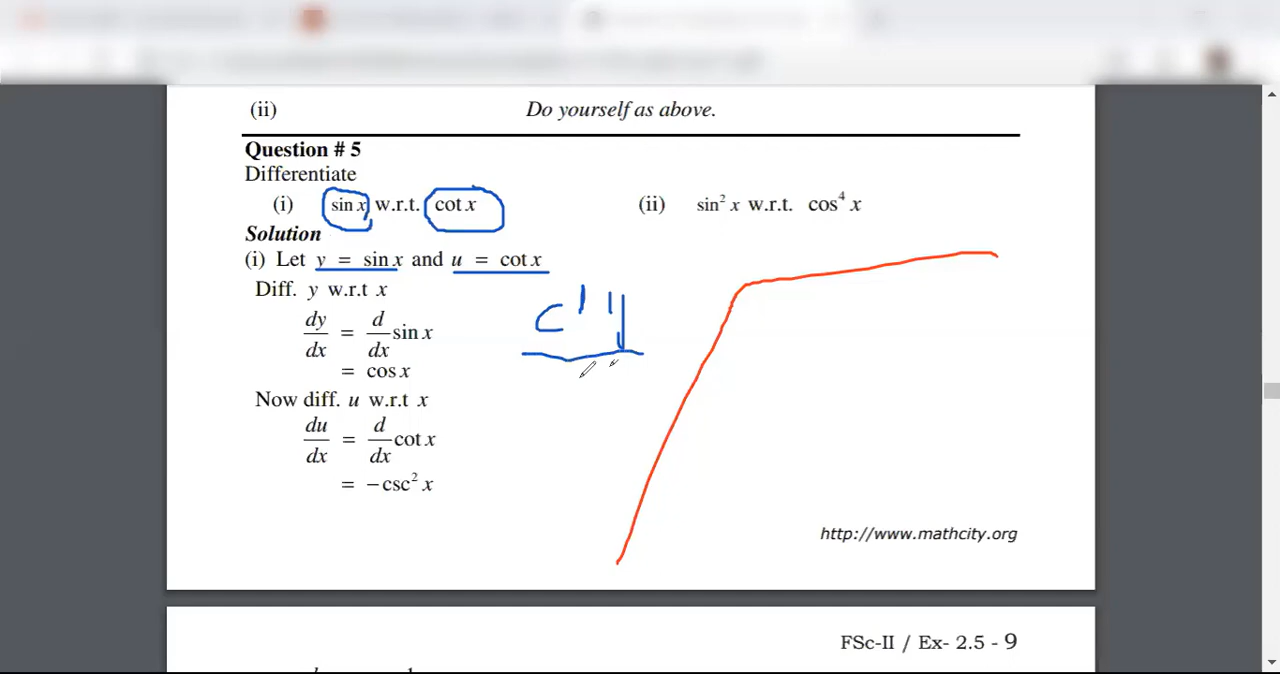 (ii) Do yourself as above.
Question # 5
Differentiate
(i) sin x w.r.t. cot x (ii) sin² x w.r.t. cos⁴ x
Solution
(i) Let y = sin x and u = cot x
Diff. y w.r.t x
dy/dx = d/dx sin x
= cos x
Now diff. u w.r.t x
du/dx = d/dx cot x
= −csc² x
http://www.mathcity.org
FSc-II / Ex- 2.5 - 9